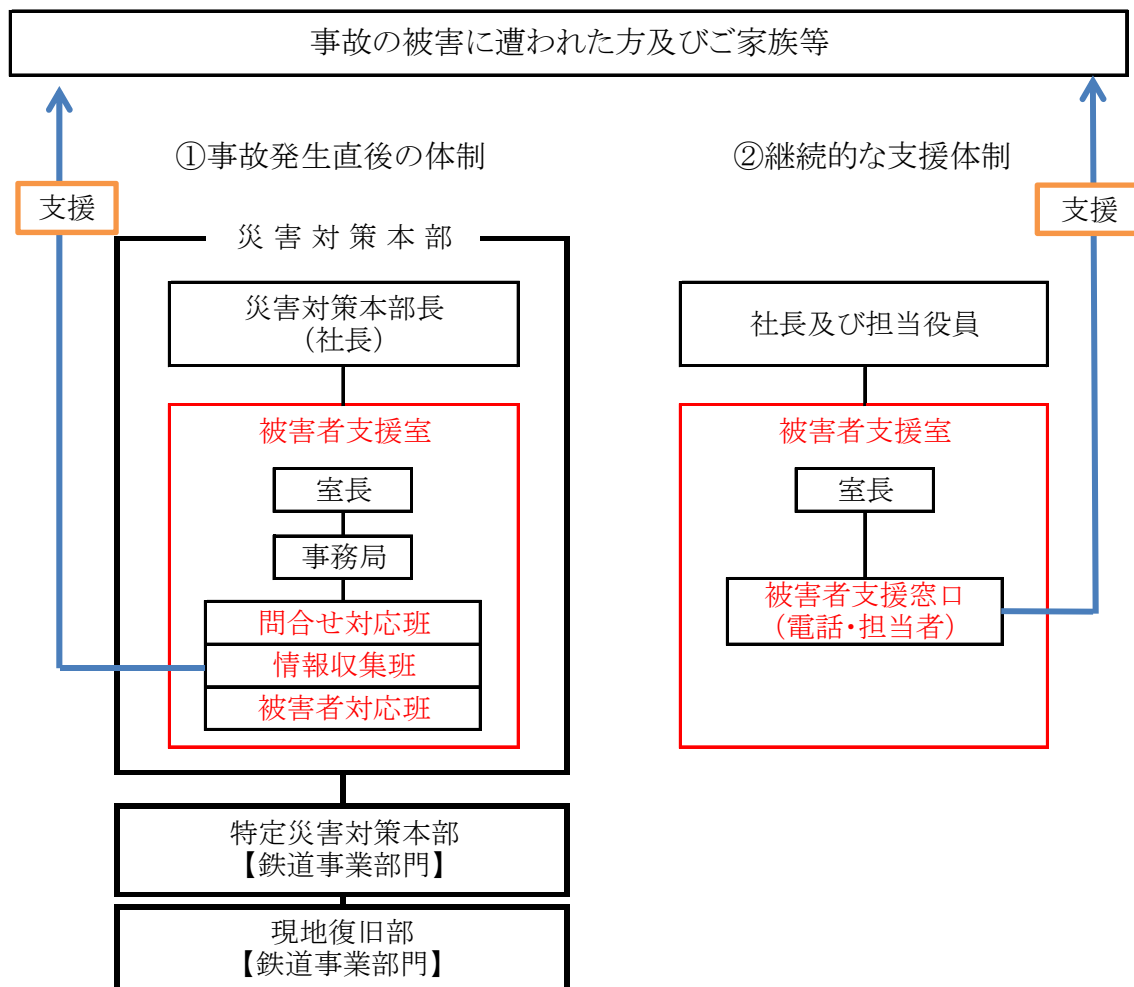 事故の被害に遭われた方及びご家族等
①事故発生直後の体制
支援
災害対策本部
災害対策本部長
（社長）
被害者支援室
室長
事務局
問合せ対応班
情報収集班
被害者対応班
特定災害対策本部
【鉄道事業部門】
現地復旧部
【鉄道事業部門】
②継続的な支援体制
支援
社長及び担当役員
被害者支援室
室長
被害者支援窓口
（電話・担当者）